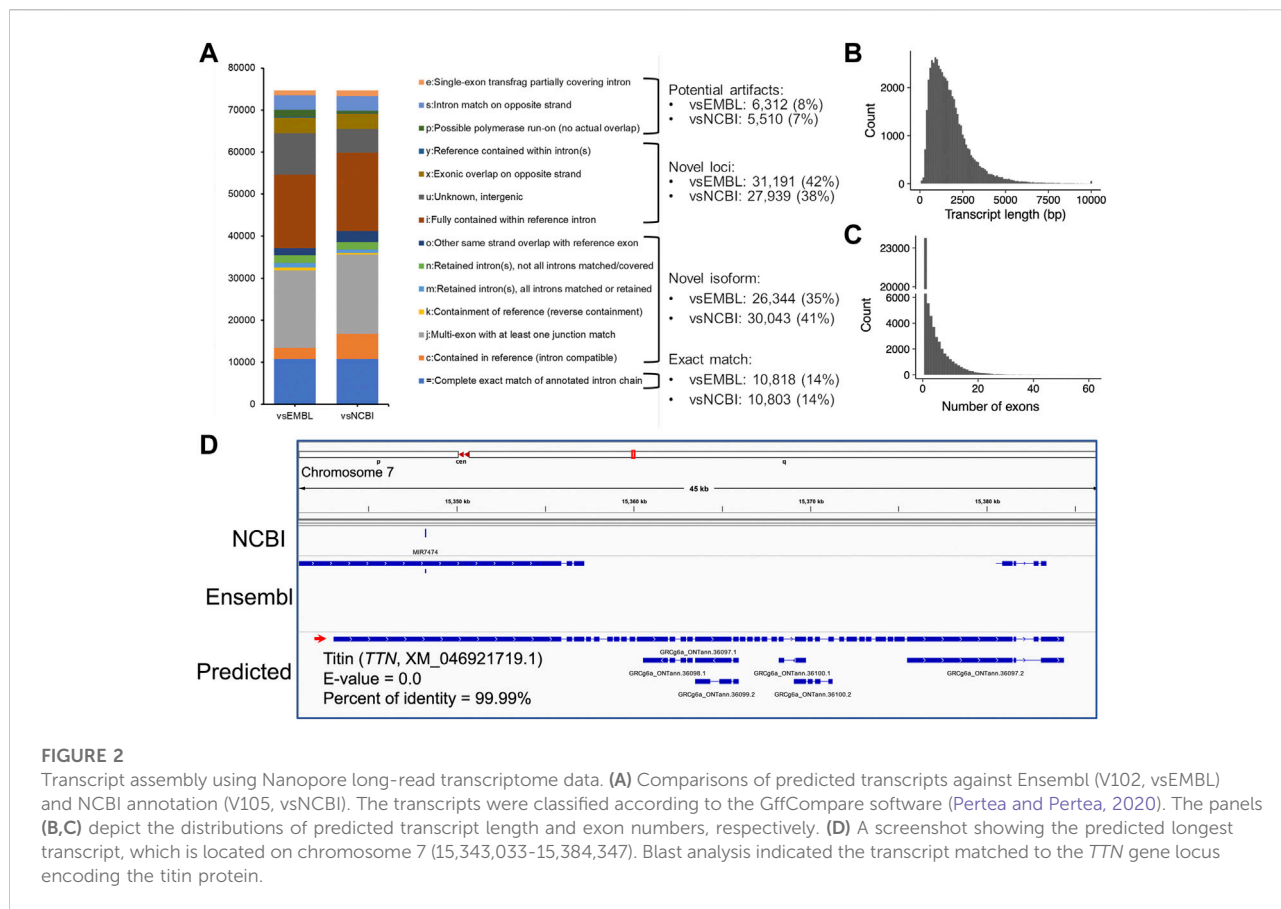 A
80000
70000
60000
50000
40000
30000
20000
10000
0
vsEMBL
vsNCBI
e:Single-exon transfrag partially covering intron
s:Intron match on opposite strand
p:Possible polymerase run-on (no actual overlap)
y:Reference contained within intron(s)
x:Exonic overlap on opposite strand
u:Unknown, intergenic
i:Fully contained within reference intron
o:Other same strand overlap with reference exon
n:Retained intron(s), not all introns matched/covered
m:Retained intron(s), all introns matched or retained
k:Containment of reference (reverse containment)
j:Multi-exon with at least one junction match
c:Contained in reference (intron compatible)
=:Complete exact match of annotated intron chain
Potential artifacts:
• vsEMBL: 6,312 (8%)
• vsNCBI: 5,510 (7%)
Novel loci:
• vsEMBL: 31,191 (42%)
• vsNCBI: 27,939 (38%)
Novel isoform:
• vsEMBL: 26,344 (35%)
• vsNCBI: 30,043 (41%)
Exact match:
• vsEMBL: 10,818 (14%)
• vsNCBI: 10,803 (14%)
B
Count
2000
1000
0
0 2500 5000 7500 10000
Transcript length (bp)
C
Count
23000
20000
6000
4000
2000
0
0 20 40 60
Number of exons
D
p cen q
Chromosome 7
45 kb
15,350 kb 15,360 kb 15,370 kb 15,380 kb
NCBI
MIR7474
Ensembl
Predicted
Titin (TTN, XM_046921719.1)
E-value = 0.0
Percent of identity = 99.99%
GRCg6a_ONTann.36097.1
GRCg6a_ONTann.36098.1 GRCg6a_ONTann.36100.1 GRCg6a_ONTann.36097.2
GRCg6a_ONTann.36099.2 GRCg6a_ONTann.36100.2
FIGURE 2
Transcript assembly using Nanopore long-read transcriptome data. (A) Comparisons of predicted transcripts against Ensembl (V102, vsEMBL)
and NCBI annotation (V105, vsNCBI). The transcripts were classified according to the GffCompare software (Pertea and Pertea, 2020). The panels
(B,C) depict the distributions of predicted transcript length and exon numbers, respectively. (D) A screenshot showing the predicted longest
transcript, which is located on chromosome 7 (15,343,033-15,384,347). Blast analysis indicated the transcript matched to the TTN gene locus
encoding the titin protein.